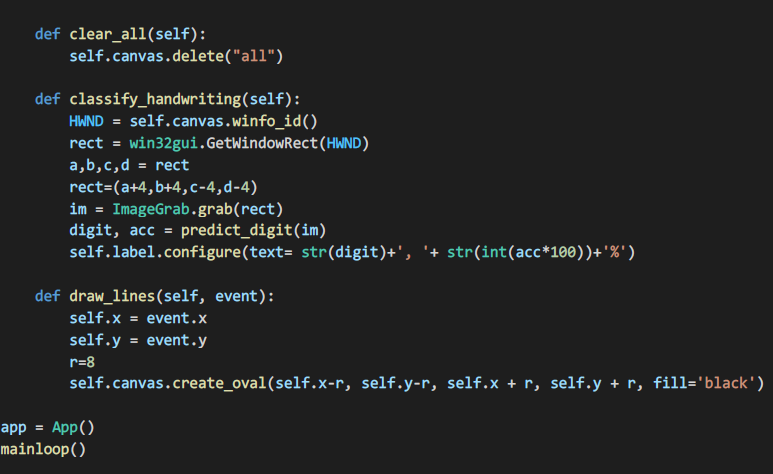 def clear_all(self):
self.canvas.delete("all")
def classify_handwriting(self):
HWND = self.canvas.winfo_id()
rect = win32gui.GetWindowRect(HWND)
a,b,c,d = rect
rect=(a+4,b+4,c-4,d-4)
im = ImageGrab.grab(rect)
digit, acc = predict_digit(im)
self.label.configure(text= str(digit)+', '+ str(int(acc*100))+'%')
def draw_lines(self, event):
self.x = event.x
self.y = event.y
r=8
self.canvas.create_oval(self.x-r, self.y-r, self.x + r, self.y + r, fill='black')
app = App()
mainloop()